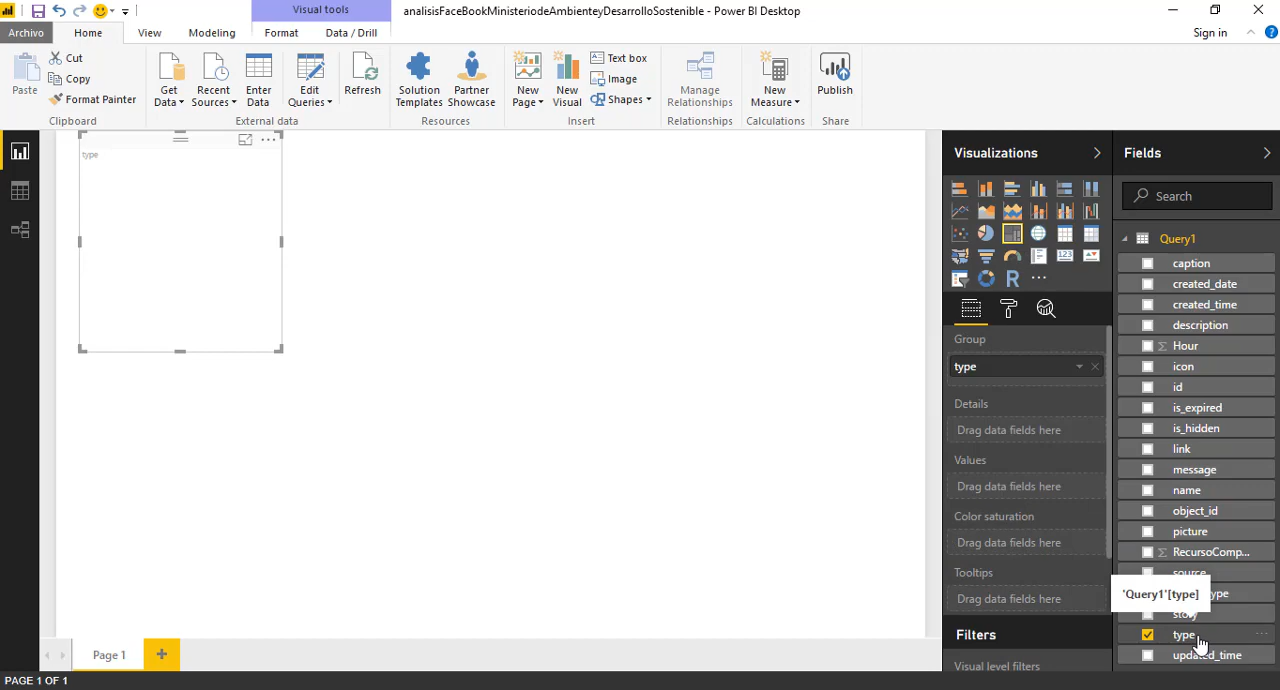 Visual tools
analisisFaceBookMinisteriodeAmbienteyDesarrolloSostenible - Power BI Desktop
Archivo Home View Modeling Format Data / Drill Sign in
Paste
Cut
Copy
Format Painter
Clipboard
Get Data
Recent Sources
Enter Data
Edit Queries
Refresh
External data
Solution Templates
Partner Showcase
Resources
New Page
New Visual
Text box
Image
Shapes
Insert
Manage Relationships
Relationships
New Measure
Calculations
Publish
Share
type
Visualizations
R
123
Group
type
Details
Drag data fields here
Values
Drag data fields here
Color saturation
Drag data fields here
Tooltips
Drag data fields here
Filters
Visual level filters
Fields
Search
Query1
caption
created_date
created_time
description
Hour
icon
id
is_expired
is_hidden
link
message
name
object_id
picture
RecursoComp...
source
'Query1'[type]
ype
story
type
updated_time
Page 1
PAGE 1 OF 1